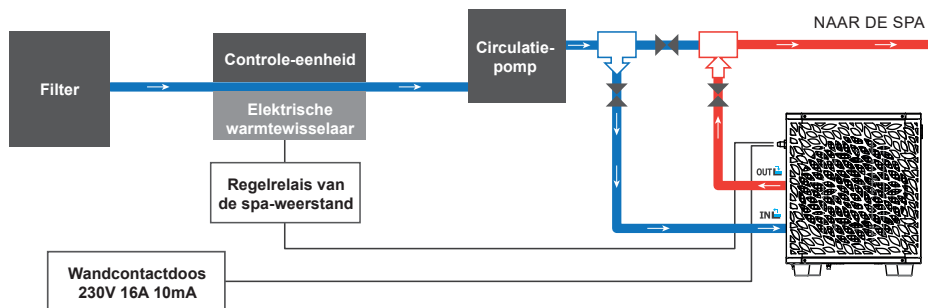 NAAR DE SPA
Filter
Controle-eenheid
Elektrische
warmtewisselaar
Circulatie-
pomp
Regelrelais van
de spa-weerstand
OUT
IN
Wandcontactdoos
230V 16A 10mA